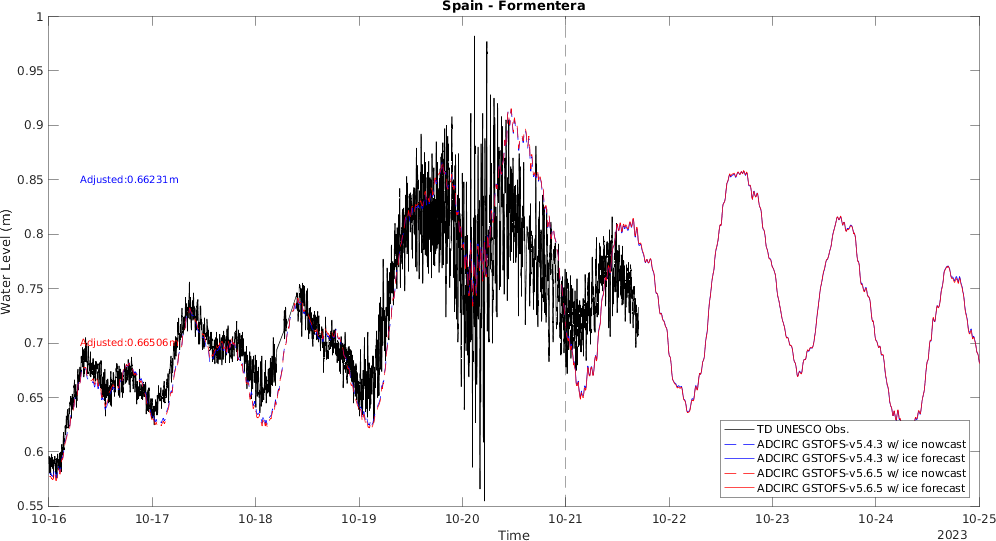 Spain - Formentera
1
0.95
0.9
0.85
0.8
0.75
0.7
0.65
0.6
0.55
Water Level (m)
Adjusted:0.66231m
Adjusted:0.66506m
TD UNESCO Obs.
ADCIRC GSTOFS-v5.4.3 w/ ice nowcast
ADCIRC GSTOFS-v5.4.3 w/ ice forecast
ADCIRC GSTOFS-v5.6.5 w/ ice nowcast
ADCIRC GSTOFS-v5.6.5 w/ ice forecast
10-16 10-17 10-18 10-19 10-20 10-21 10-22 10-23 10-24 10-25
Time
2023